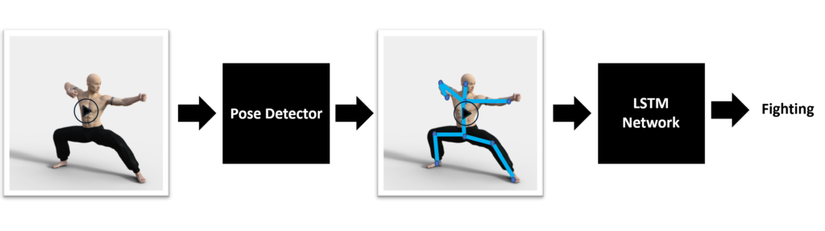 Pose Detector
LSTM
Network
Fighting